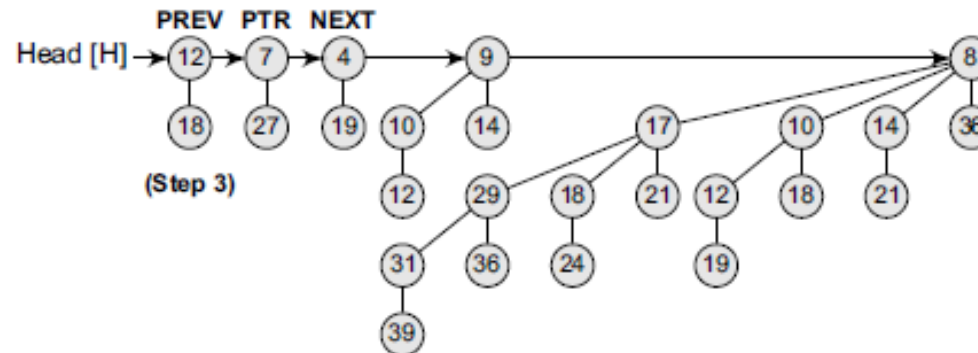 PREV PTR NEXT
Head [H] 12 7 4 9 8
18 27 19 10 14 17 10 14 36
(Step 3)
12 29 18 21 12 18 21
31 36 24 19
39